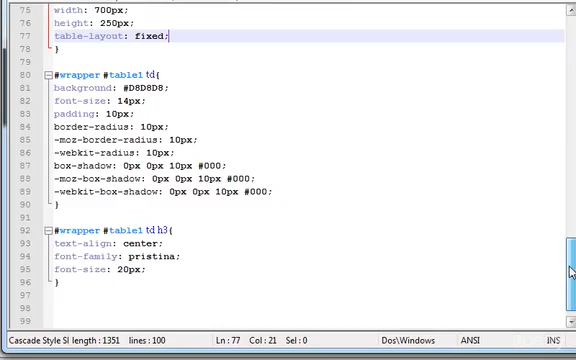 75 width: 700px;
76 height: 250px;
77 table-layout: fixed;
78 }
79
80 #wrapper #table1 td{
81 background: #D8D8D8;
82 font-size: 14px;
83 padding: 10px;
84 border-radius: 10px;
85 -moz-border-radius: 10px;
86 -webkit-radius: 10px;
87 box-shadow: 0px 0px 10px #000;
88 -moz-box-shadow: 0px 0px 10px #000;
89 -webkit-box-shadow: 0px 0px 10px #000;
90 }
91
92 #wrapper #table1 td h3{
93 text-align: center;
94 font-family: pristina;
95 font-size: 20px;
96 }
97
98
99
Cascade Style Sl length : 1351 lines : 100 Ln : 77 Col : 21 Sel : 0 Dos\Windows ANSI INS